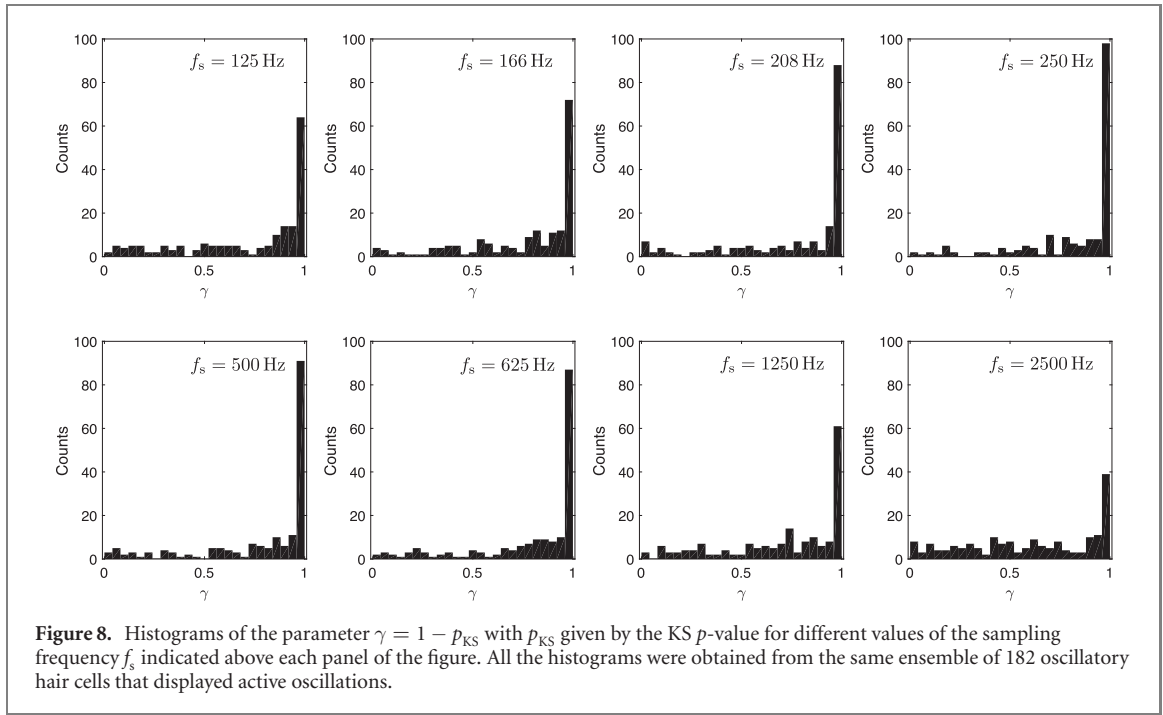 f_s = 125 Hz
100
80
60
40
20
0
Counts
0
0.5
1
γ
f_s = 166 Hz
100
80
60
40
20
0
Counts
0
0.5
1
γ
f_s = 208 Hz
100
80
60
40
20
0
Counts
0
0.5
1
γ
f_s = 250 Hz
100
80
60
40
20
0
Counts
0
0.5
1
γ
f_s = 500 Hz
100
80
60
40
20
0
Counts
0
0.5
1
γ
f_s = 625 Hz
100
80
60
40
20
0
Counts
0
0.5
1
γ
f_s = 1250 Hz
100
80
60
40
20
0
Counts
0
0.5
1
γ
f_s = 2500 Hz
100
80
60
40
20
0
Counts
0
0.5
1
γ
Figure 8. Histograms of the parameter γ = 1 − p_KS with p_KS given by the KS p-value for different values of the sampling
frequency f_s indicated above each panel of the figure. All the histograms were obtained from the same ensemble of 182 oscillatory
hair cells that displayed active oscillations.